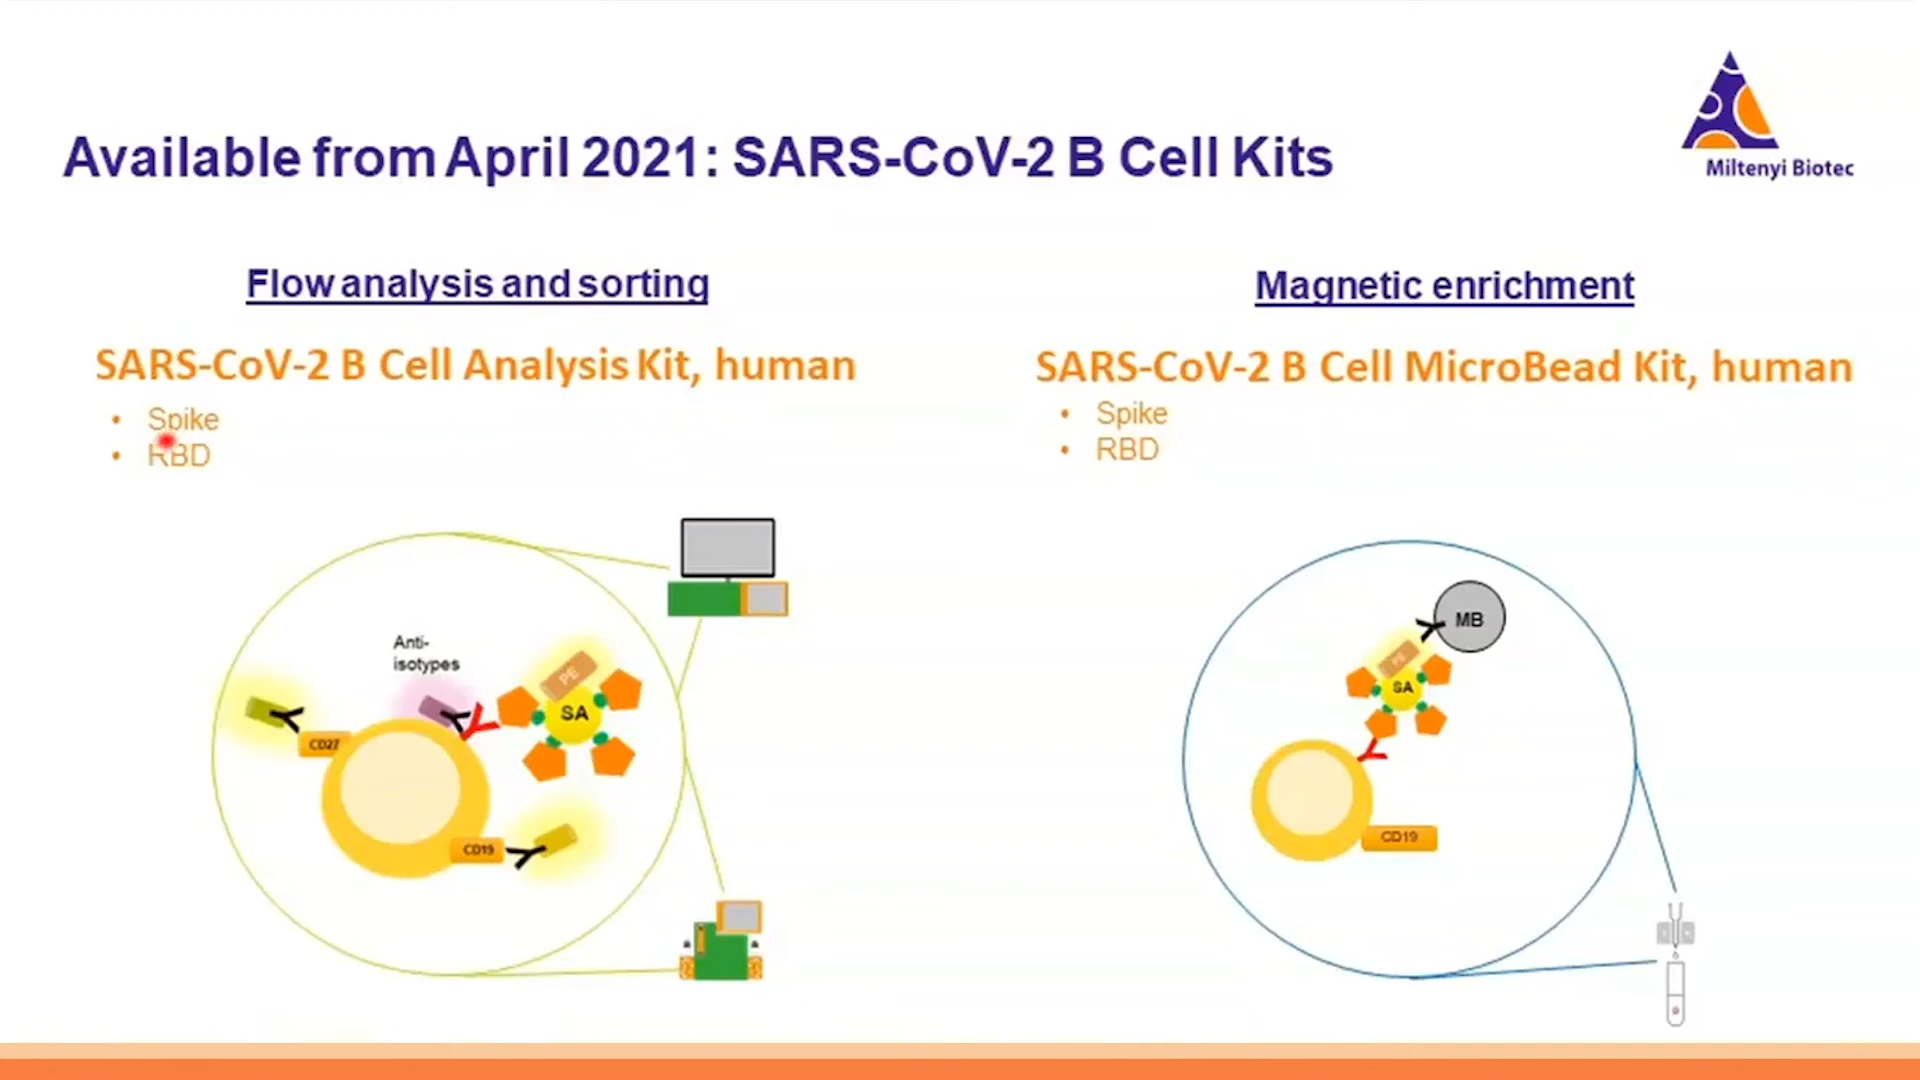 Miltenyi Biotec
Available from April 2021: SARS-CoV-2 B Cell Kits
Flow analysis and sorting
SARS-CoV-2 B Cell Analysis Kit, human
• Spike
• RBD
Anti-
isotypes
PE
SA
CD27
CD19
Magnetic enrichment
SARS-CoV-2 B Cell MicroBead Kit, human
• Spike
• RBD
MB
PE
SA
CD19